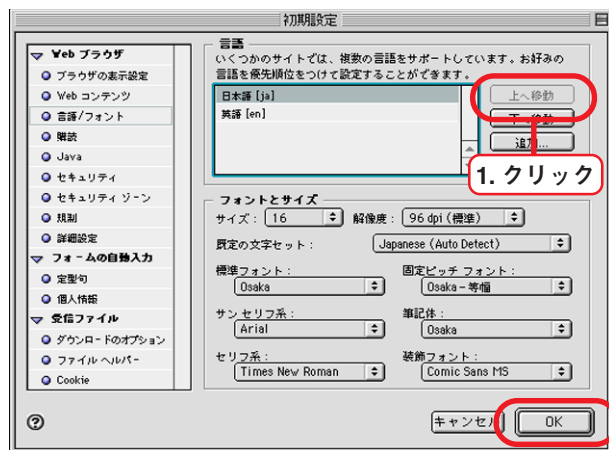 初期設定
Web ブラウザ
ブラウザの表示設定
Web コンテンツ
言語/フォント
購読
Java
セキュリティ
セキュリティ ゾーン
規制
詳細設定
フォームの自動入力
定型句
個人情報
受信ファイル
ダウンロードのオプション
ファイル ヘルパー
Cookie
言語
いくつかのサイトでは、複数の言語をサポートしています。お好みの
言語を優先順位をつけて設定することができます。
日本語 [ja]
英語 [en]
上へ移動
下へ移動
追加...
1. クリック
フォントとサイズ
サイズ : 16 解像度 : 96 dpi (標準)
既定の文字セット : Japanese (Auto Detect)
標準フォント : 固定ピッチ フォント :
Osaka Osaka-等幅
サン セリフ系 : 筆記体 :
Arial Osaka
セリフ系 : 装飾フォント :
Times New Roman Comic Sans MS
?
キャンセル OK